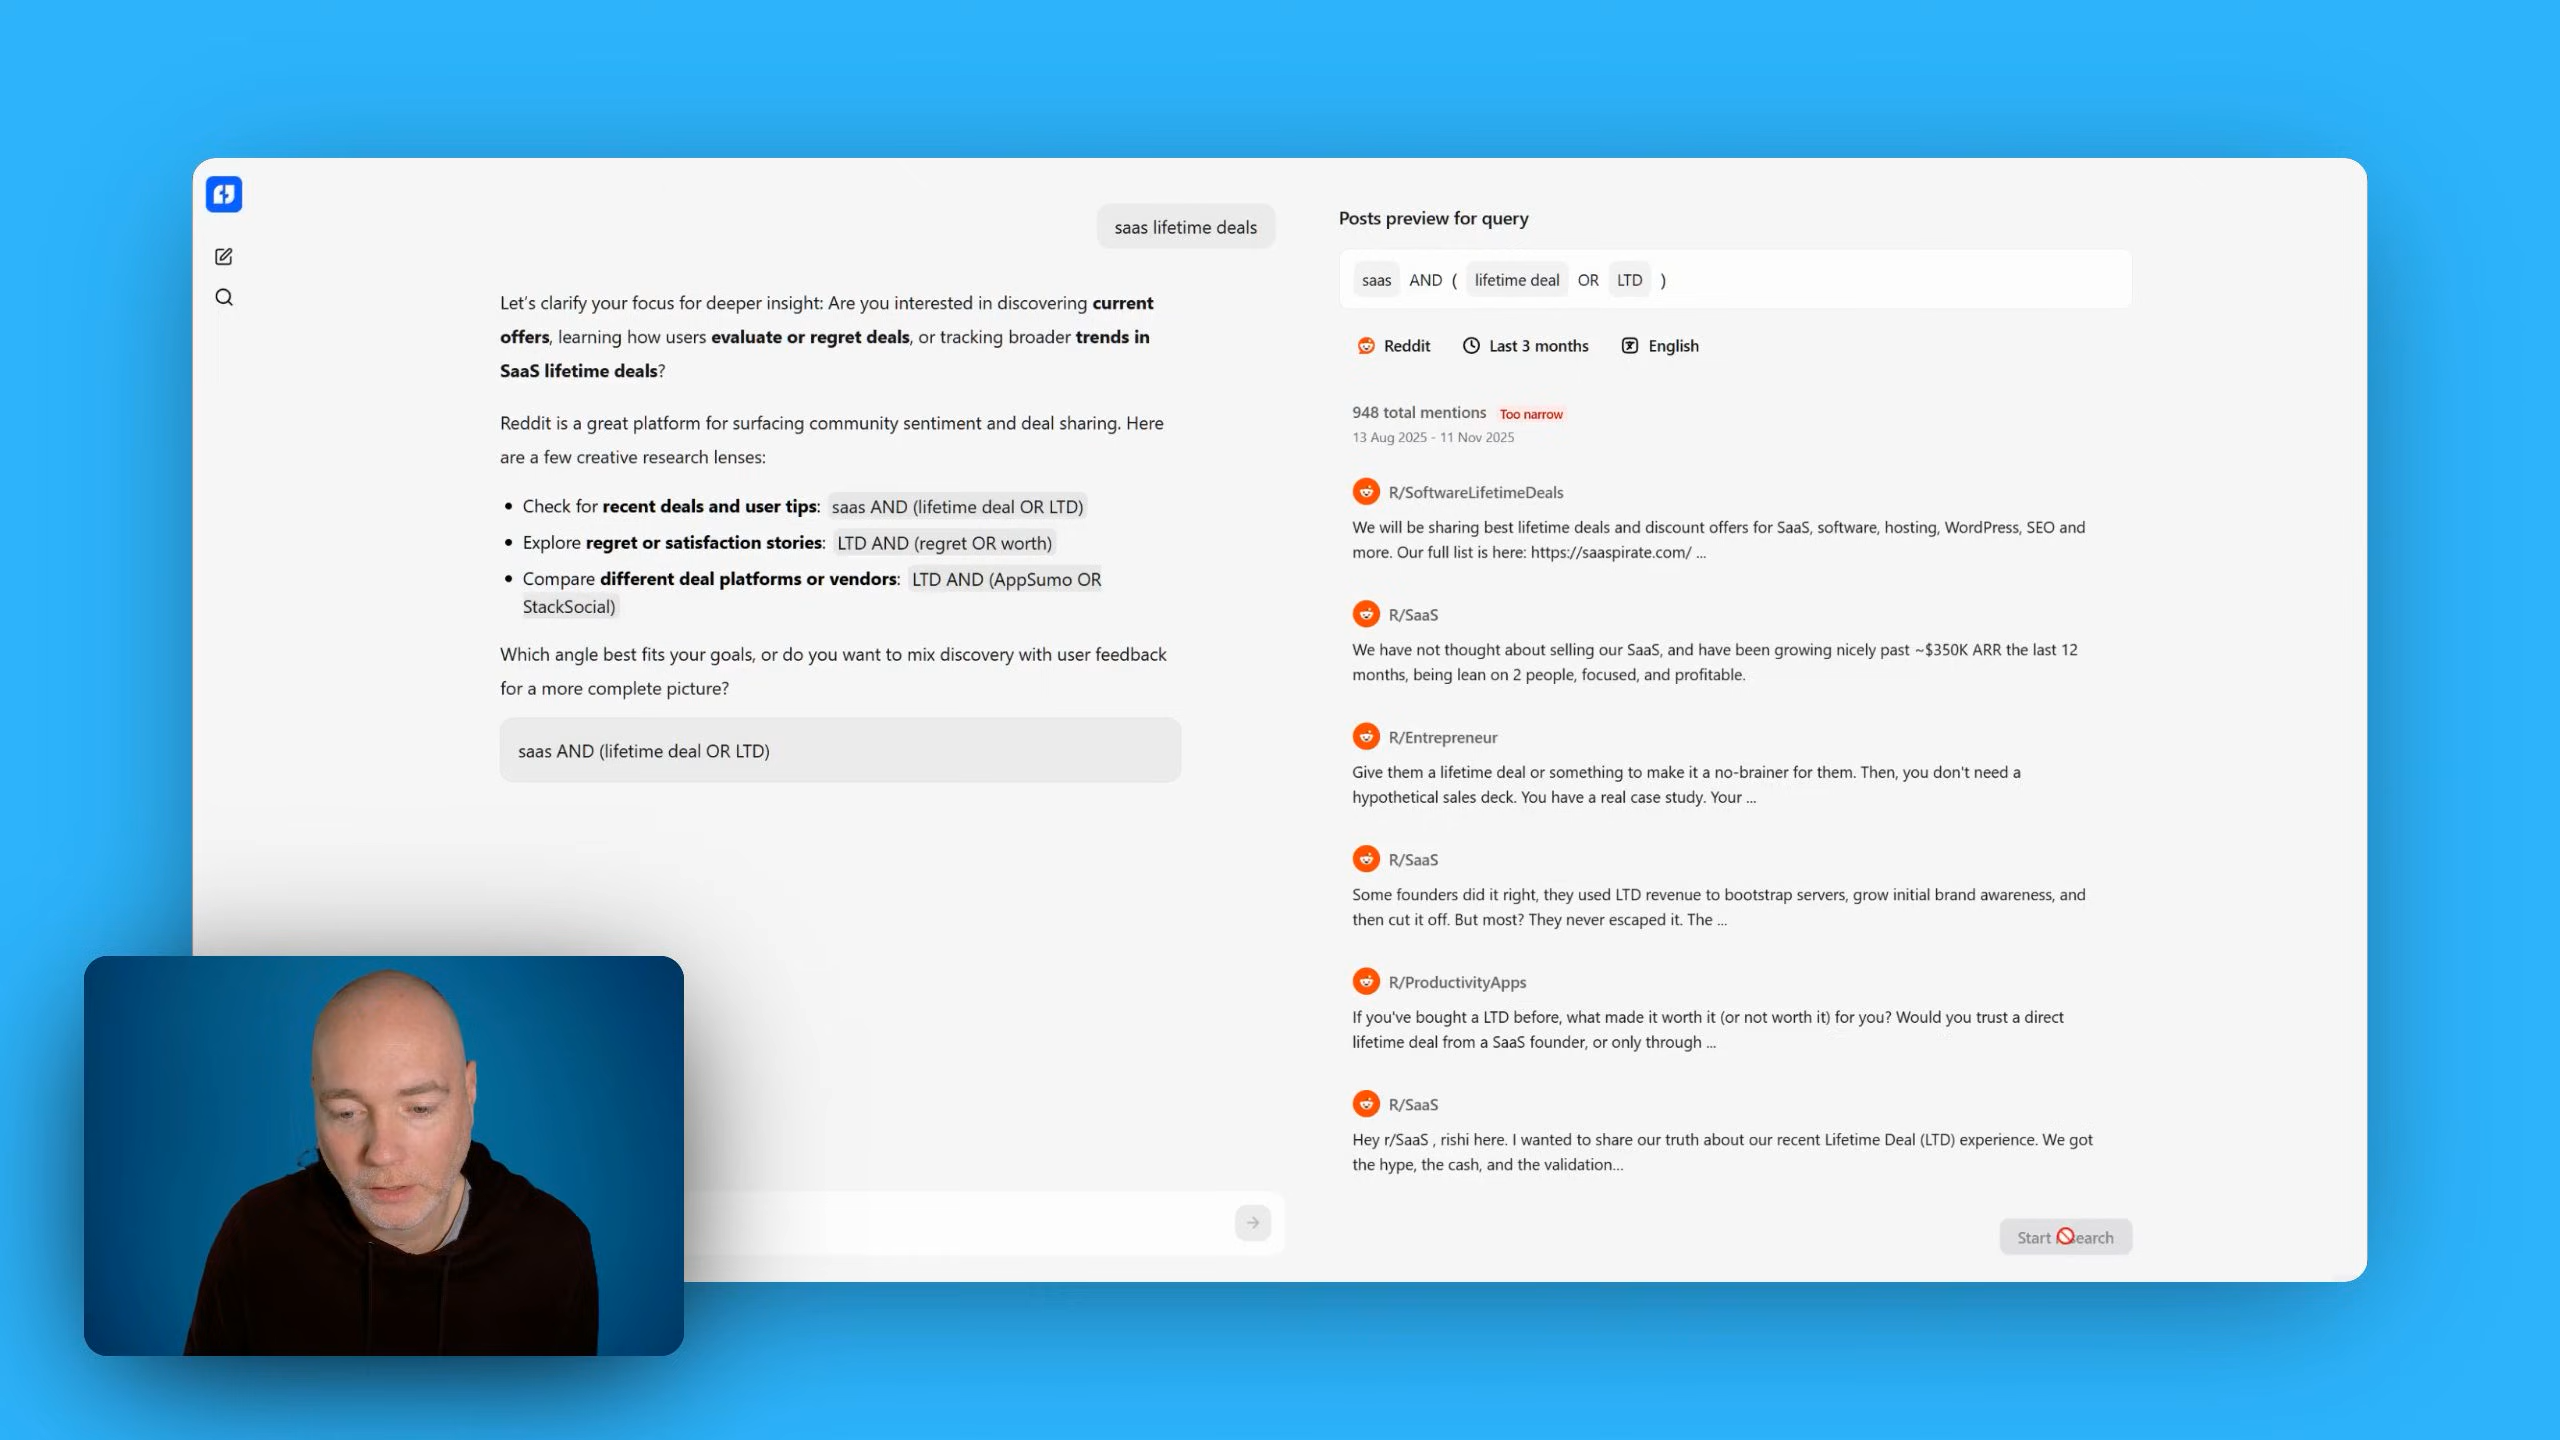 saas lifetime deals
Let’s clarify your focus for deeper insight: Are you interested in discovering current
offers, learning how users evaluate or regret deals, or tracking broader trends in
SaaS lifetime deals?
Reddit is a great platform for surfacing community sentiment and deal sharing. Here
are a few creative research lenses:
• Check for recent deals and user tips: saas AND (lifetime deal OR LTD)
• Explore regret or satisfaction stories: LTD AND (regret OR worth)
• Compare different deal platforms or vendors: LTD AND (AppSumo OR
StackSocial)
Which angle best fits your goals, or do you want to mix discovery with user feedback
for a more complete picture?
saas AND (lifetime deal OR LTD)
Posts preview for query
saas AND ( lifetime deal OR LTD )
Reddit Last 3 months English
948 total mentions Too narrow
13 Aug 2025 - 11 Nov 2025
R/SoftwareLifetimeDeals
We will be sharing best lifetime deals and discount offers for SaaS, software, hosting, WordPress, SEO and
more. Our full list is here: https://saaspirate.com/ ...
R/SaaS
We have not thought about selling our SaaS, and have been growing nicely past ~$350K ARR the last 12
months, being lean on 2 people, focused, and profitable.
R/Entrepreneur
Give them a lifetime deal or something to make it a no-brainer for them. Then, you don't need a
hypothetical sales deck. You have a real case study. Your ...
R/SaaS
Some founders did it right, they used LTD revenue to bootstrap servers, grow initial brand awareness, and
then cut it off. But most? They never escaped it. The ...
R/ProductivityApps
If you've bought a LTD before, what made it worth it (or not worth it) for you? Would you trust a direct
lifetime deal from a SaaS founder, or only through ...
R/SaaS
Hey r/SaaS , rishi here. I wanted to share our truth about our recent Lifetime Deal (LTD) experience. We got
the hype, the cash, and the validation...
Start